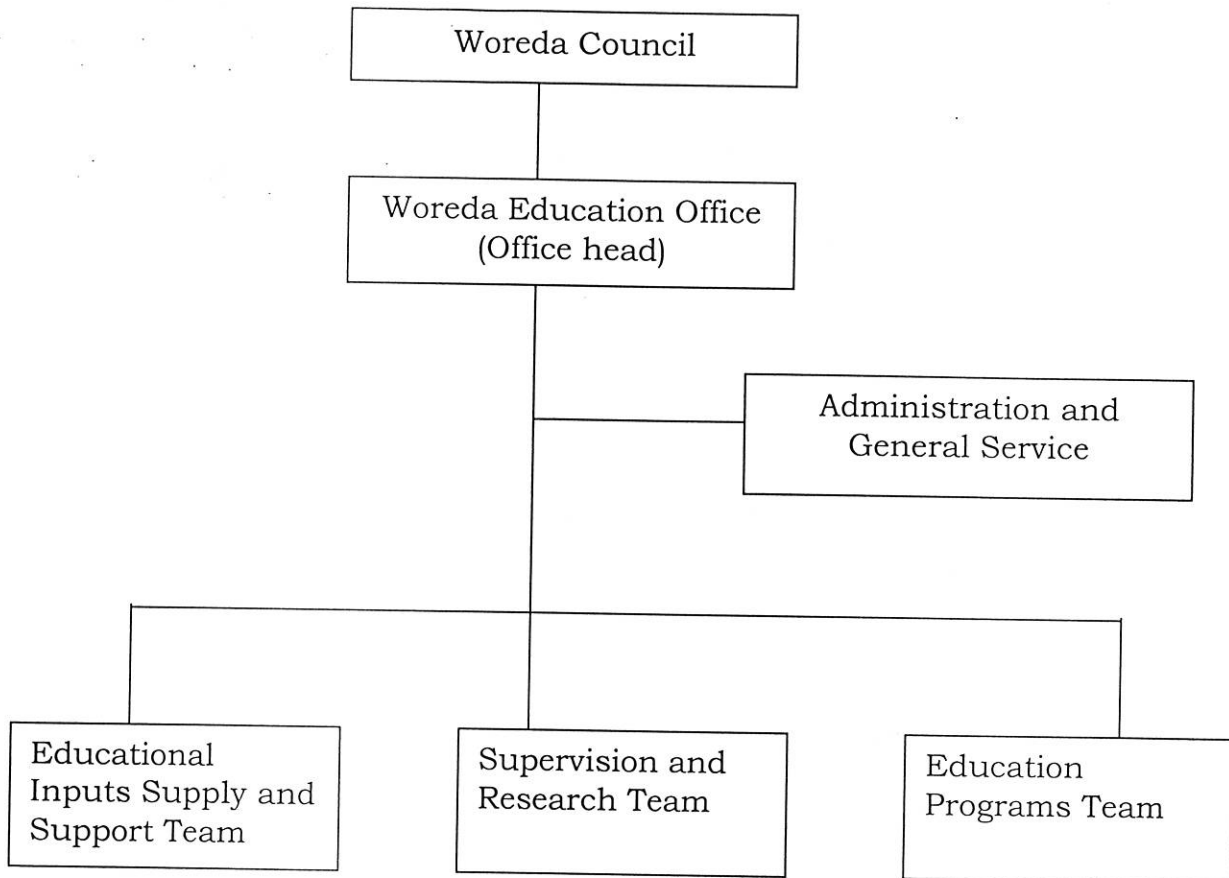 Woreda Council
Woreda Education Office
(Office head)
Administration and
General Service
Educational
Inputs Supply and
Support Team
Supervision and
Research Team
Education
Programs Team